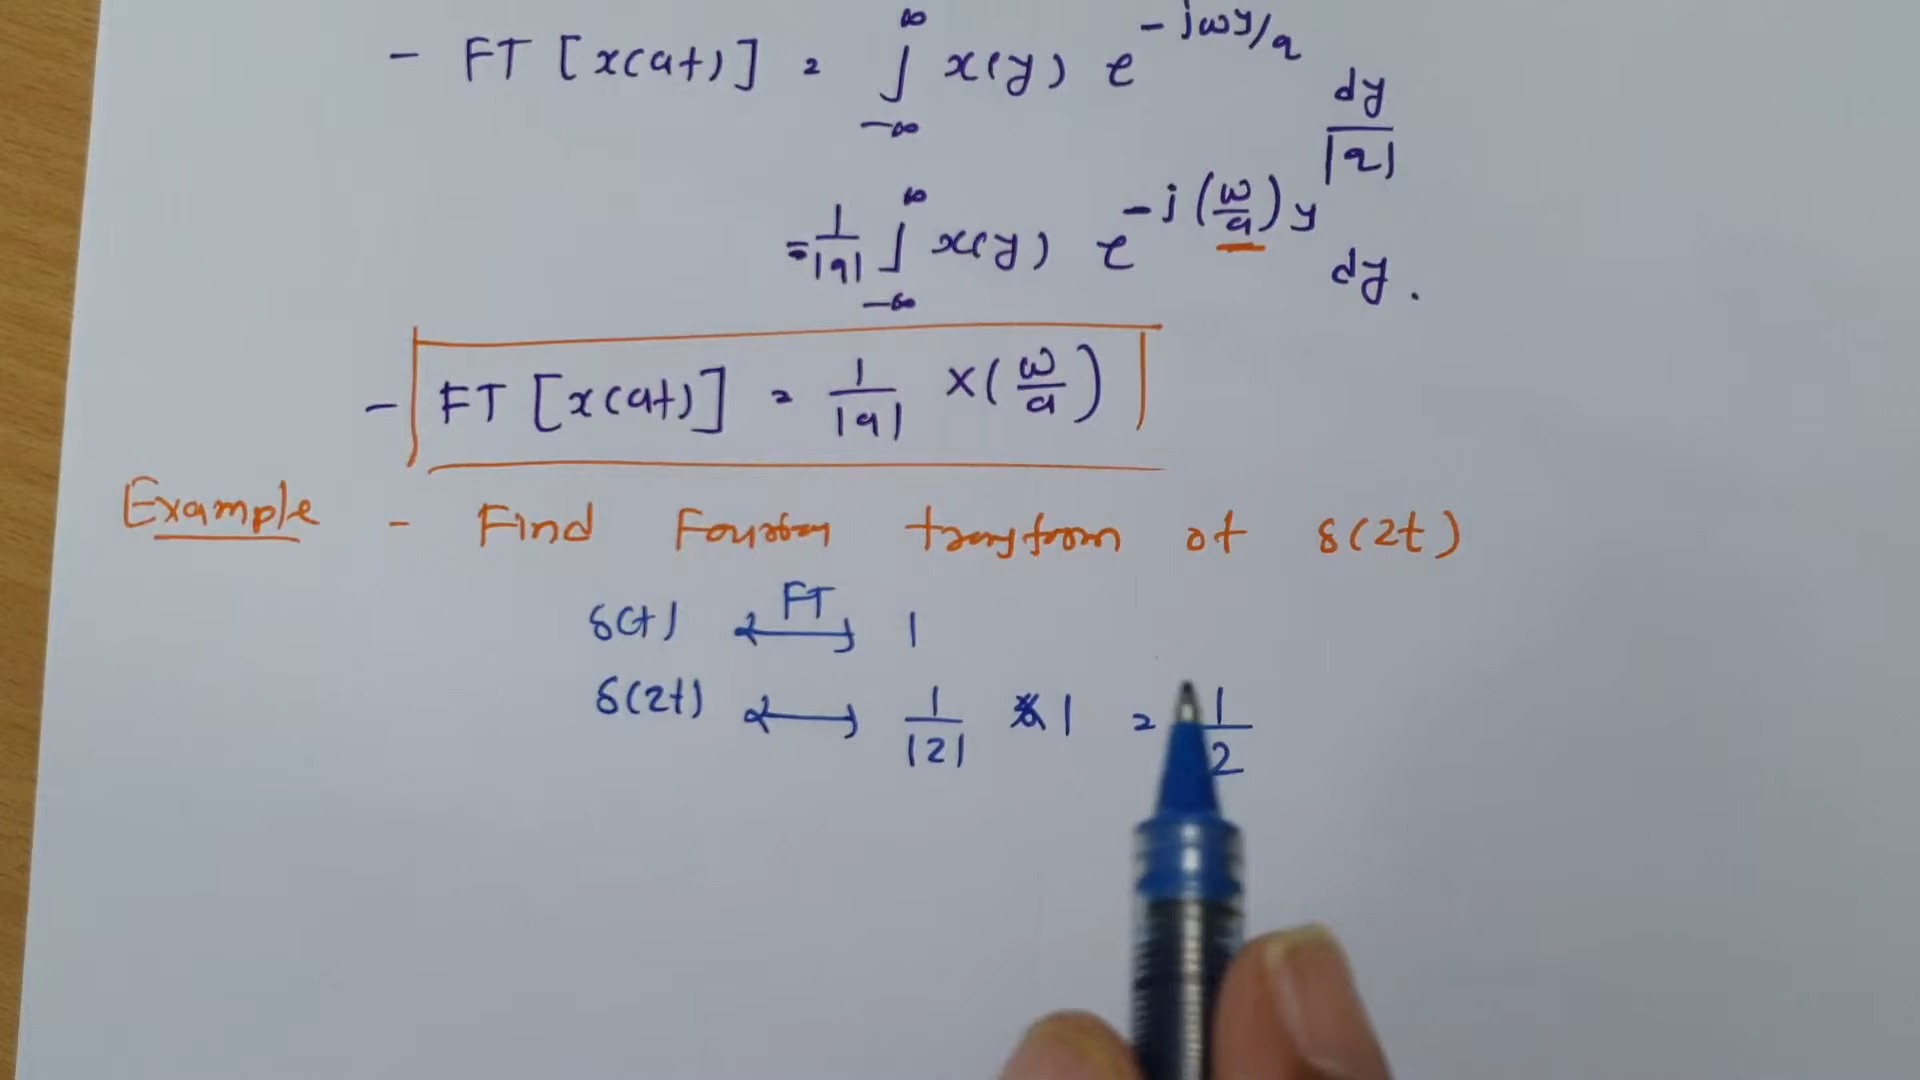 - FT [x(at)] = ∫_{-∞}^{∞} x(y) e^{-jωy/a} dy/|a|
= 1/|a| ∫_{-∞}^{∞} x(y) e^{-j(ω/a)y} dy.
- FT [x(at)] = 1/|a| X(ω/a)
Example - Find Fourier transform of δ(2t)
δ(t) ←FT→ 1
δ(2t) ↔ 1/|2| 1 = 1/2